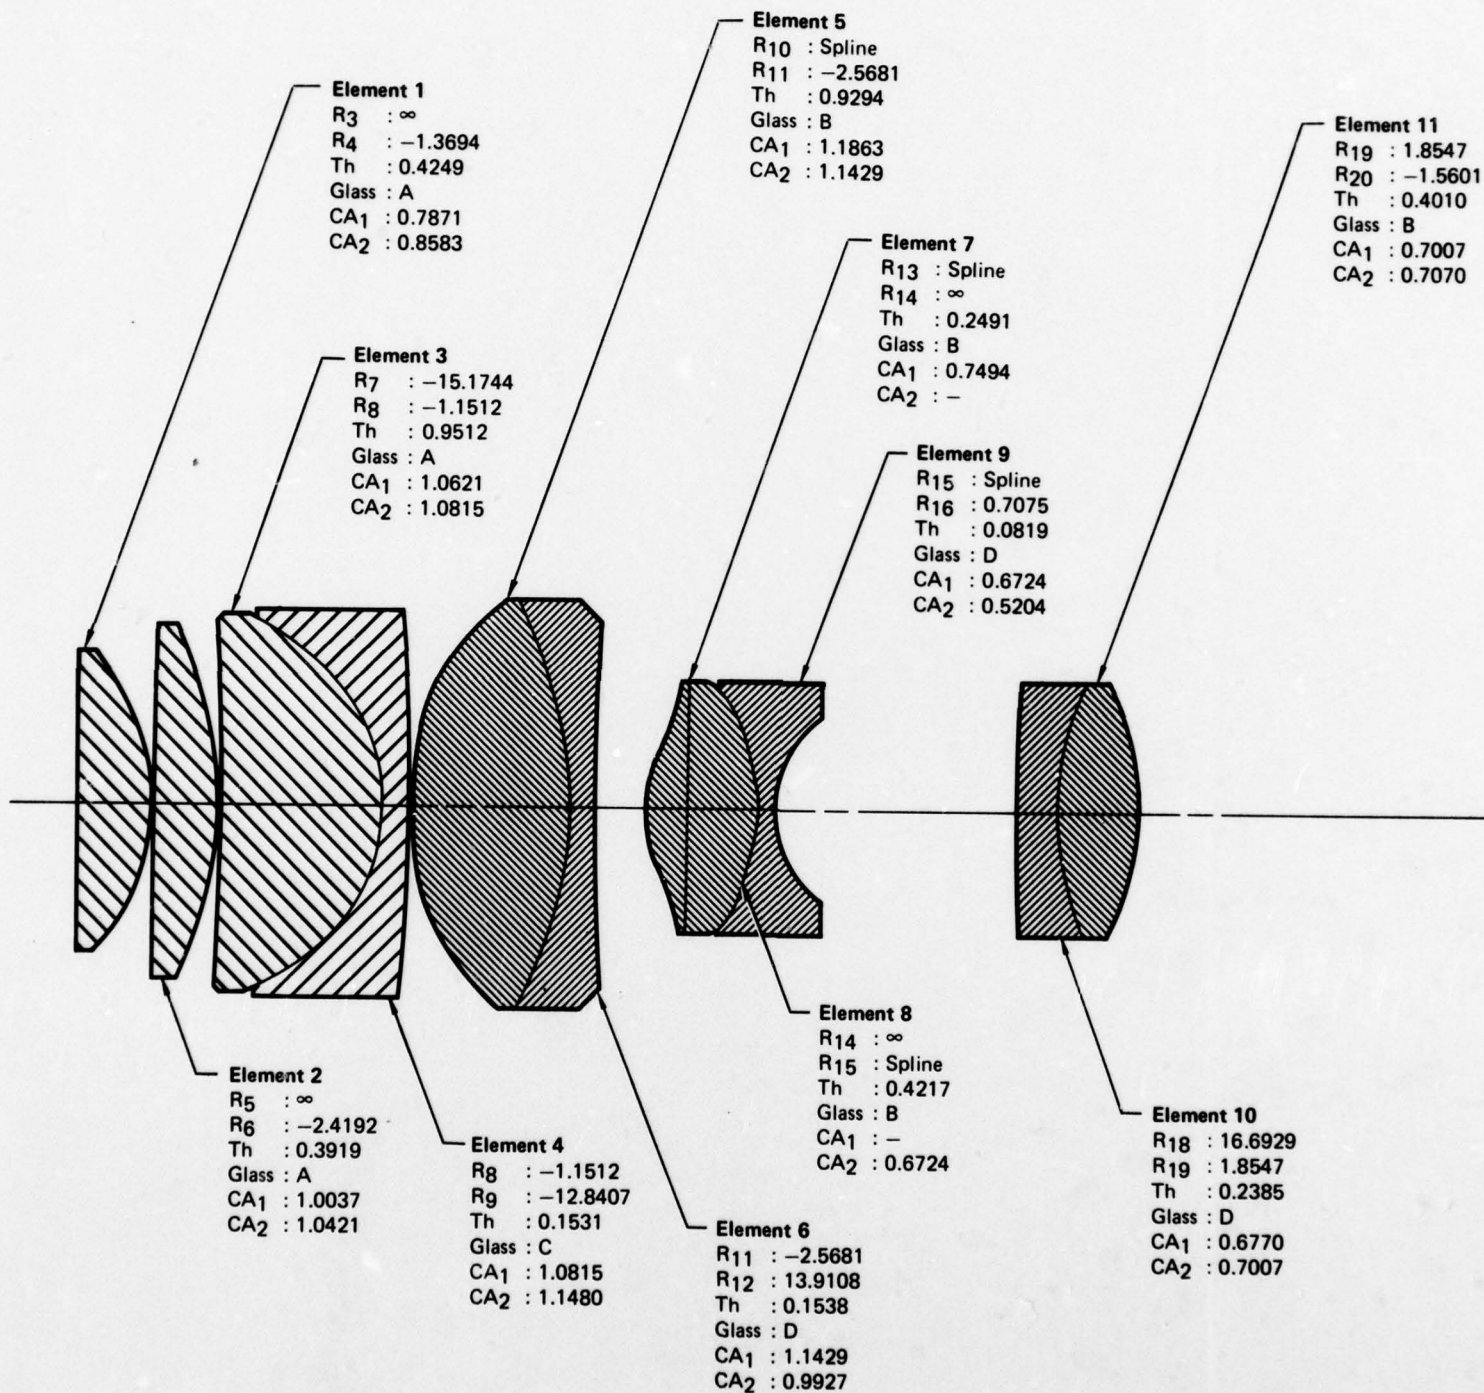 Element 1
R3 : ∞
R4 : −1.3694
Th : 0.4249
Glass : A
CA1 : 0.7871
CA2 : 0.8583
Element 3
R7 : −15.1744
R8 : −1.1512
Th : 0.9512
Glass : A
CA1 : 1.0621
CA2 : 1.0815
Element 5
R10 : Spline
R11 : −2.5681
Th : 0.9294
Glass : B
CA1 : 1.1863
CA2 : 1.1429
Element 7
R13 : Spline
R14 : ∞
Th : 0.2491
Glass : B
CA1 : 0.7494
CA2 : −
Element 9
R15 : Spline
R16 : 0.7075
Th : 0.0819
Glass : D
CA1 : 0.6724
CA2 : 0.5204
Element 11
R19 : 1.8547
R20 : −1.5601
Th : 0.4010
Glass : B
CA1 : 0.7007
CA2 : 0.7070
Element 2
R5 : ∞
R6 : −2.4192
Th : 0.3919
Glass : A
CA1 : 1.0037
CA2 : 1.0421
Element 4
R8 : −1.1512
R9 : −12.8407
Th : 0.1531
Glass : C
CA1 : 1.0815
CA2 : 1.1480
Element 6
R11 : −2.5681
R12 : 13.9108
Th : 0.1538
Glass : D
CA1 : 1.1429
CA2 : 0.9927
Element 8
R14 : ∞
R15 : Spline
Th : 0.4217
Glass : B
CA1 : −
CA2 : 0.6724
Element 10
R18 : 16.6929
R19 : 1.8547
Th : 0.2385
Glass : D
CA1 : 0.6770
CA2 : 0.7007